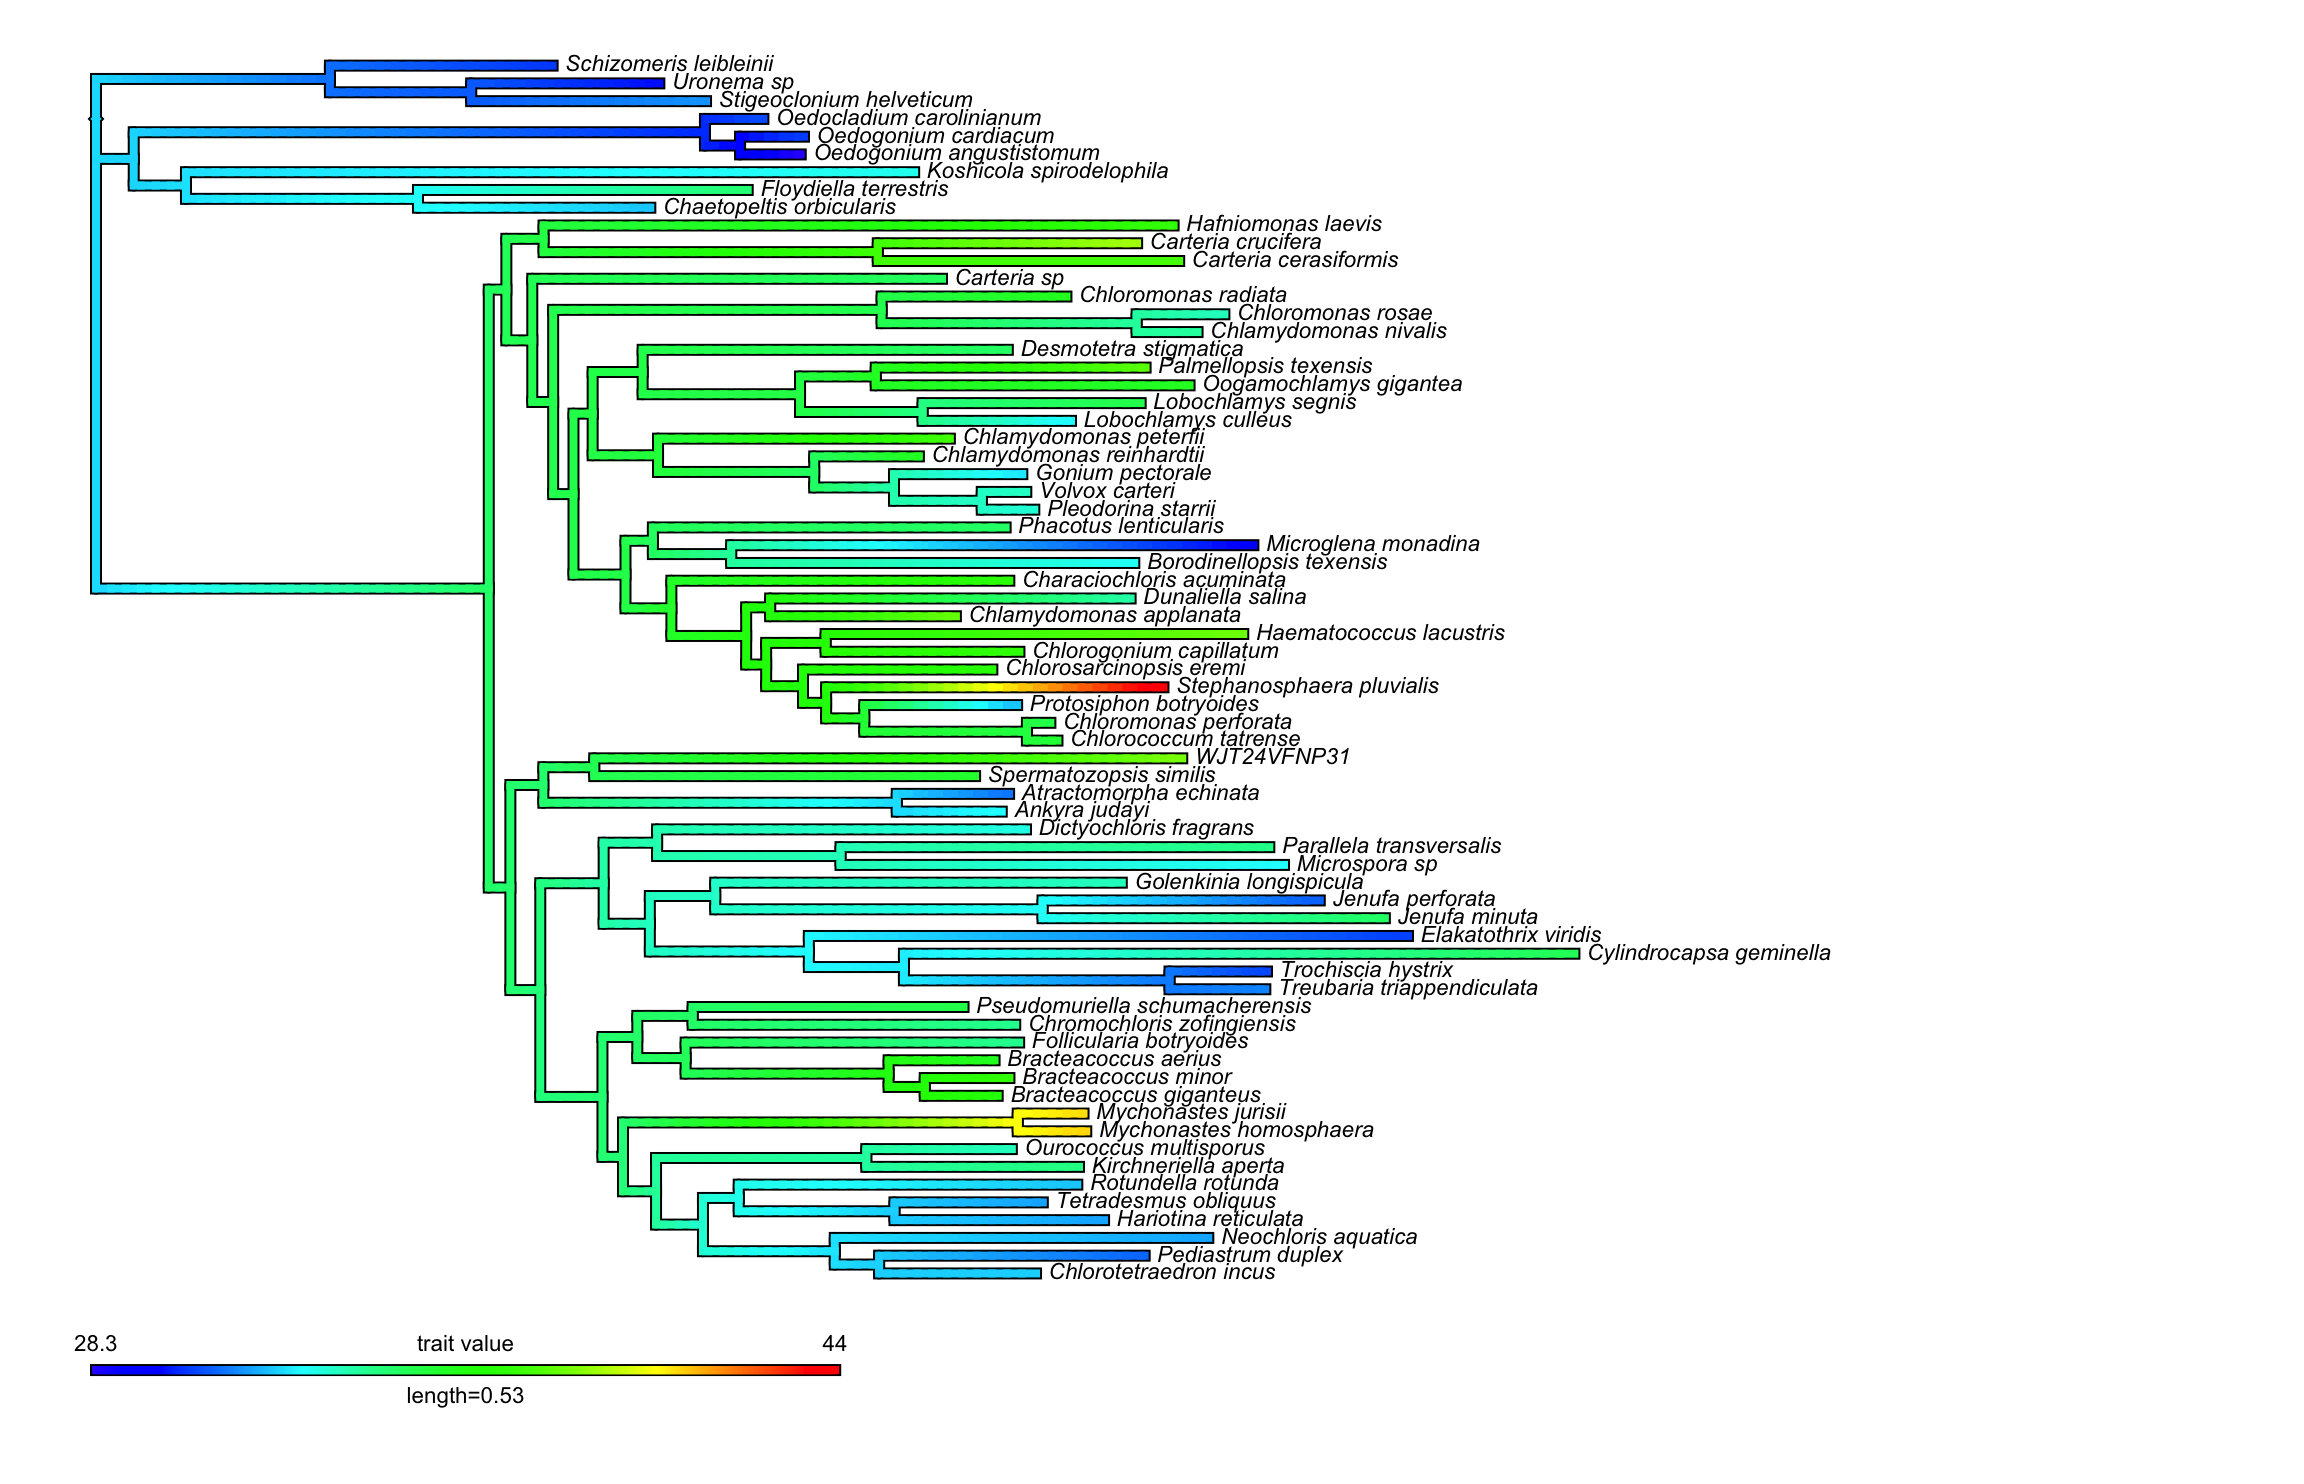 Schizomeris leibleinii
Uronema sp
Stigeoclonium helveticum
Oedocladium carolinianum
Oedogonium cardiacum
Oedogonium angustistomum
Koshicola spirodelophila
Floydiella terrestris
Chaetopeltis orbicularis
Hafniomonas laevis
Carteria crucifera
Carteria cerasiformis
Carteria sp
Chloromonas radiata
Chloromonas rosae
Chlamydomonas nivalis
Desmotetra stigmatica
Palmellopsis texensis
Oogamochlamys gigantea
Lobochlamys segnis
Lobochlamys culleus
Chlamydomonas peterfii
Chlamydomonas reinhardtii
Gonium pectorale
Volvox carteri
Pleodorina starrii
Phacotus lenticularis
Microglena monadina
Borodinellopsis texensis
Characiochloris acuminata
Dunaliella salina
Chlamydomonas applanata
Haematococcus lacustris
Chlorogonium capillatum
Chlorosarcinopsis eremi
Stephanosphaera pluvialis
Protosiphon botryoides
Chloromonas perforata
Chlorococcum tatrense
WJT24VFNP31
Spermatozopsis similis
Atractomorpha echinata
Ankyra judayi
Dictyochloris fragrans
Parallela transversalis
Microspora sp
Golenkinia longispicula
Jenufa perforata
Jenufa minuta
Elakatothrix viridis
Cylindrocapsa geminella
Trochiscia hystrix
Treubaria triappendiculata
Pseudomuriella schumacherensis
Chromochloris zofingiensis
Follicularia botryoides
Bracteacoccus aerius
Bracteacoccus minor
Bracteacoccus giganteus
Mychonastes jurisii
Mychonastes homosphaera
Ourococcus multisporus
Kirchneriella aperta
Rotundella rotunda
Tetradesmus obliquus
Hariotina reticulata
Neochloris aquatica
Pediastrum duplex
Chlorotetraedron incus
28.3 trait value 44
length=0.53